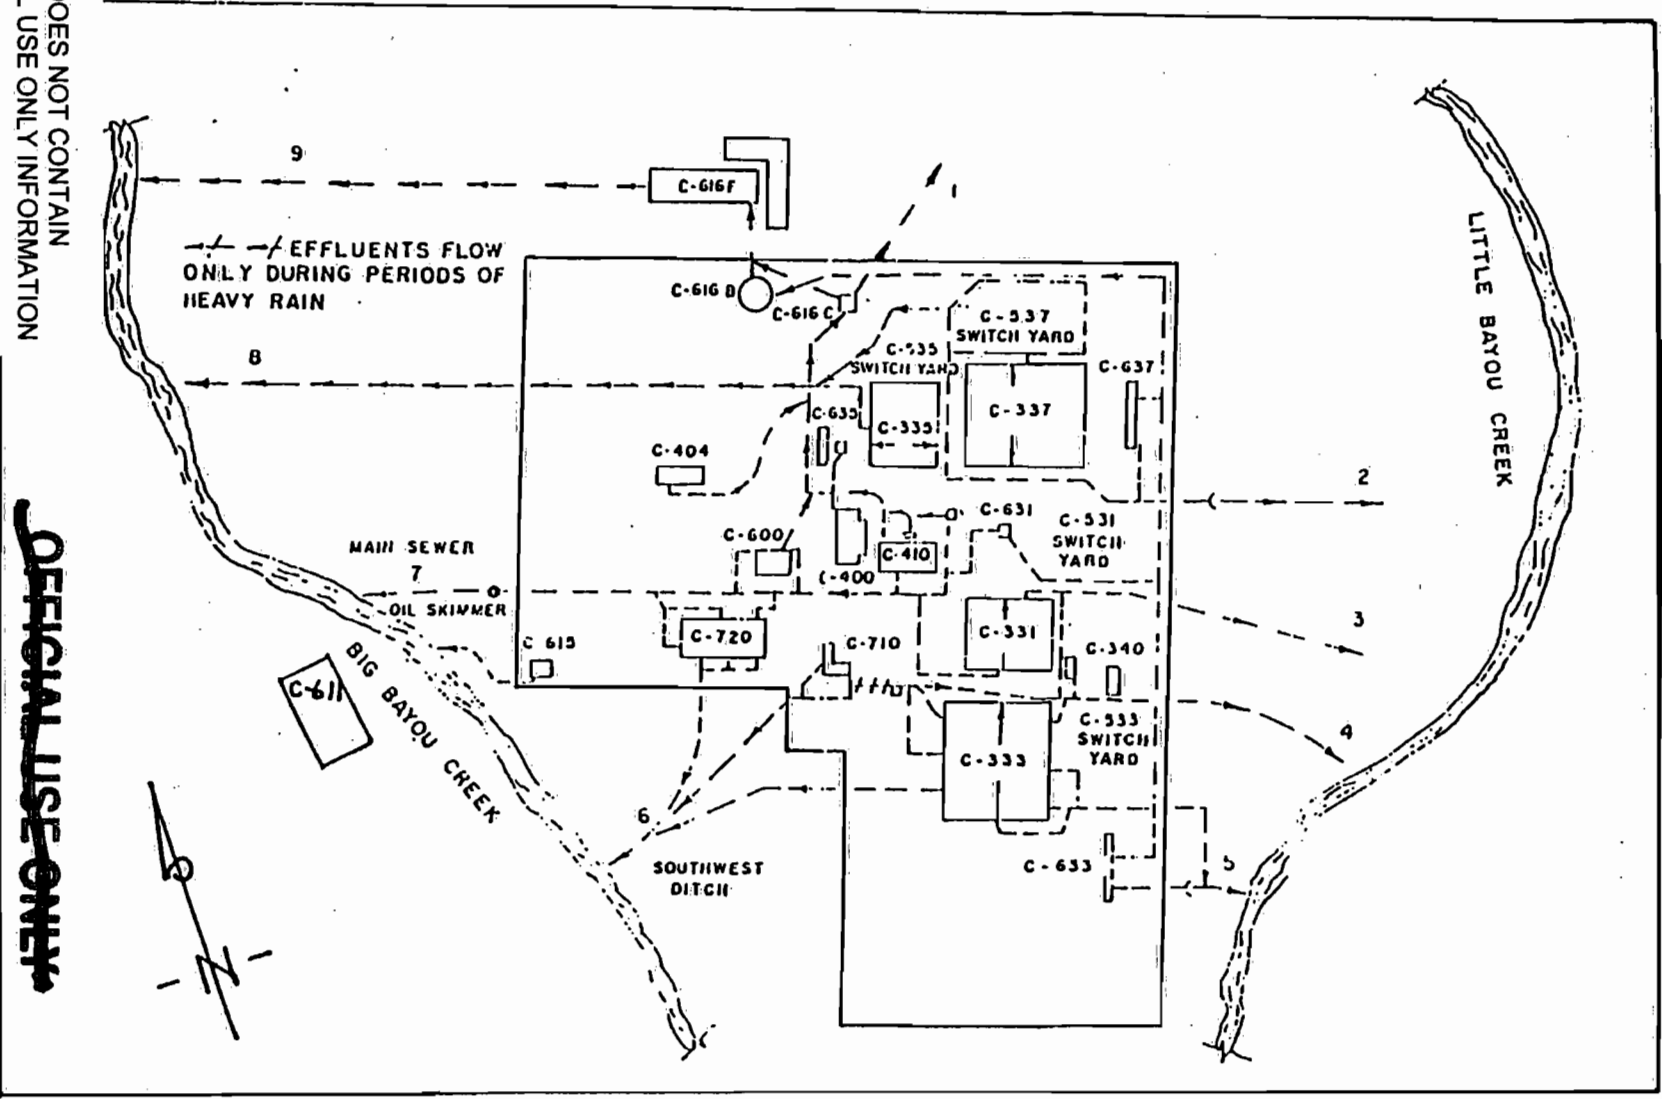 OES NOT CONTAIN
USE ONLY INFORMATION
OFFICIAL USE ONLY
9
C-616F
1
EFFLUENTS FLOW
ONLY DURING PERIODS OF
HEAVY RAIN
C-616 D
C-616 C
C-537
SWITCH YARD
C-535
SWITCH YARD
C-637
LITTLE BAYOU CREEK
8
C-635
C-335
C-337
C-404
2
C-600
C-631
C-531
SWITCH
YARD
C-410
C-400
MAIN SEWER
7
OIL SKIMMER
C-720
C-710
C-331
C-340
3
C 615
C-611
BIG BAYOU CREEK
C-533
SWITCH
YARD
4
C-333
6
SOUTHWEST
DITCH
C-633
5
N